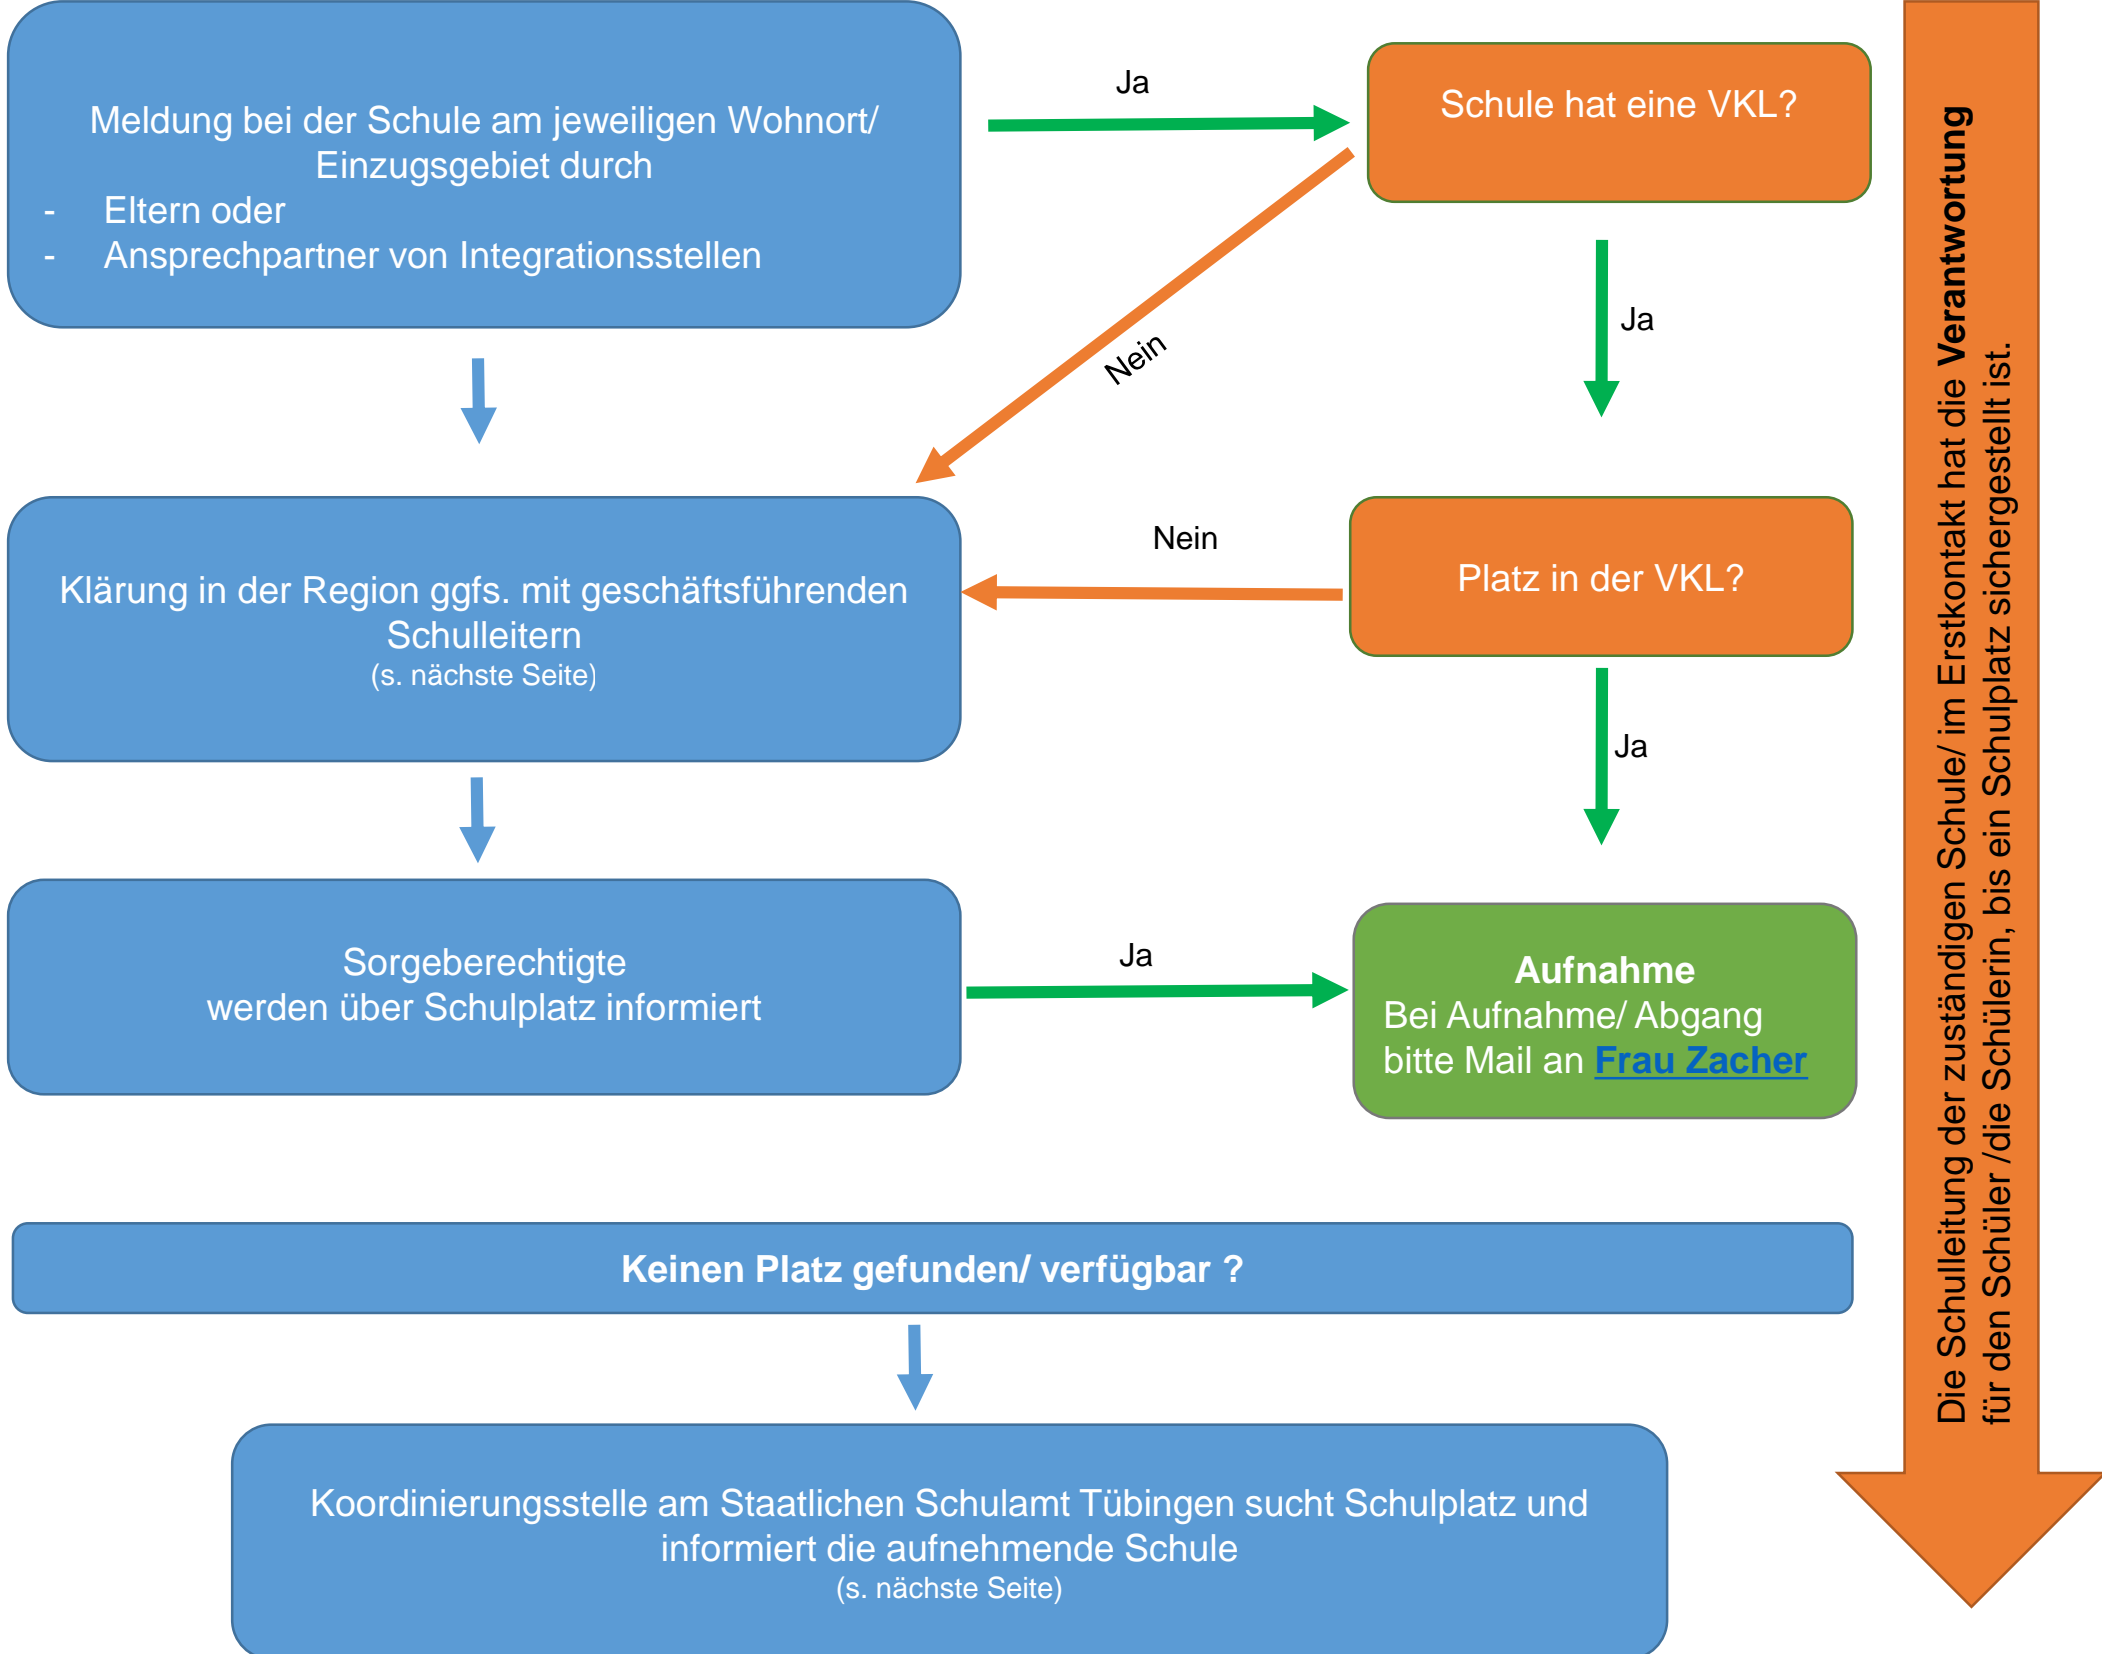 Meldung bei der Schule am jeweiligen Wohnort/
Einzugsgebiet durch
- Eltern oder
- Ansprechpartner von Integrationsstellen
Ja
Schule hat eine VKL?
Nein
Ja
Klärung in der Region ggfs. mit geschäftsführenden
Schulleitern
(s. nächste Seite)
Nein
Platz in der VKL?
Ja
Sorgeberechtigte
werden über Schulplatz informiert
Ja
Aufnahme
Bei Aufnahme/ Abgang
bitte Mail an Frau Zacher
Keinen Platz gefunden/ verfügbar ?
Koordinierungsstelle am Staatlichen Schulamt Tübingen sucht Schulplatz und
informiert die aufnehmende Schule
(s. nächste Seite)
Die Schulleitung der zuständigen Schule/ im Erstkontakt hat die Verantwortung
für den Schüler /die Schülerin, bis ein Schulplatz sichergestellt ist.